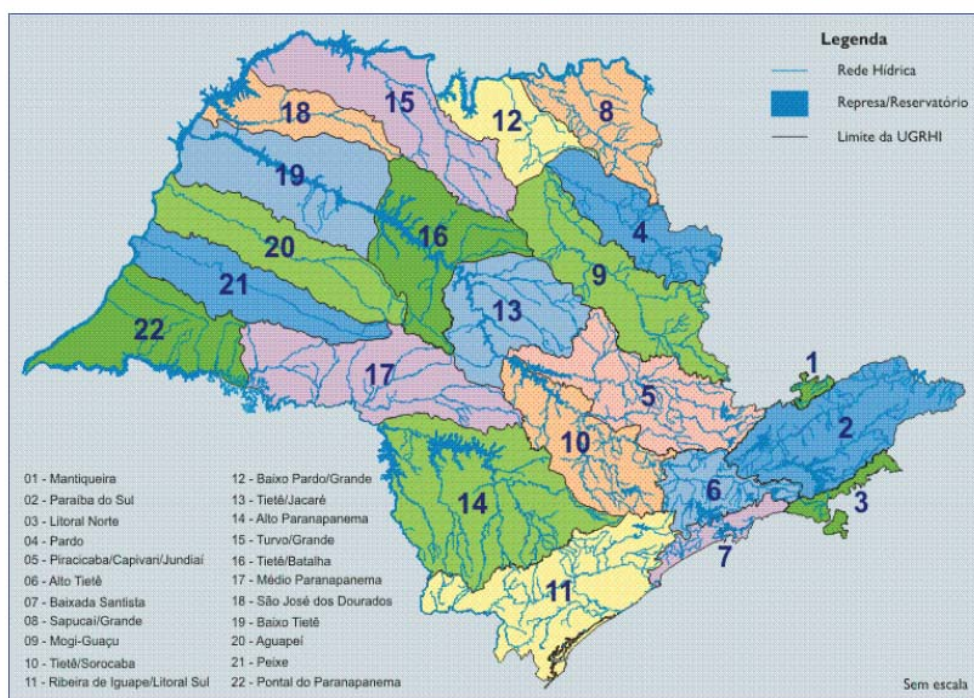 Legenda
Rede Hídrica
Represa/Reservatório
Limite da UGRHI
8
15
12
18
19
4
16
20
9
21
13
22
1
17
5
2
10
6
14
3
7
11
01 - Mantiqueira
02 - Paraíba do Sul
03 - Litoral Norte
04 - Pardo
05 - Piracicaba/Capivari/Jundiaí
06 - Alto Tietê
07 - Baixada Santista
08 - Sapucaí/Grande
09 - Mogi-Guaçu
10 - Tietê/Sorocaba
11 - Ribeira de Iguape/Litoral Sul
12 - Baixo Pardo/Grande
13 - Tietê/Jacaré
14 - Alto Paranapanema
15 - Turvo/Grande
16 - Tietê/Batalha
17 - Médio Paranapanema
18 - São José dos Dourados
19 - Baixo Tietê
20 - Aguapeí
21 - Peixe
22 - Pontal do Paranapanema
Sem escala